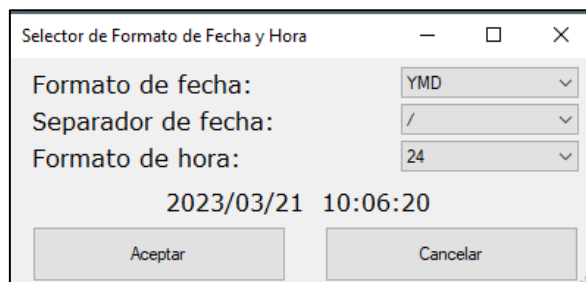 Selector de Formato de Fecha y Hora
Formato de fecha: YMD
Separador de fecha: /
Formato de hora: 24
2023/03/21 10:06:20
Aceptar Cancelar